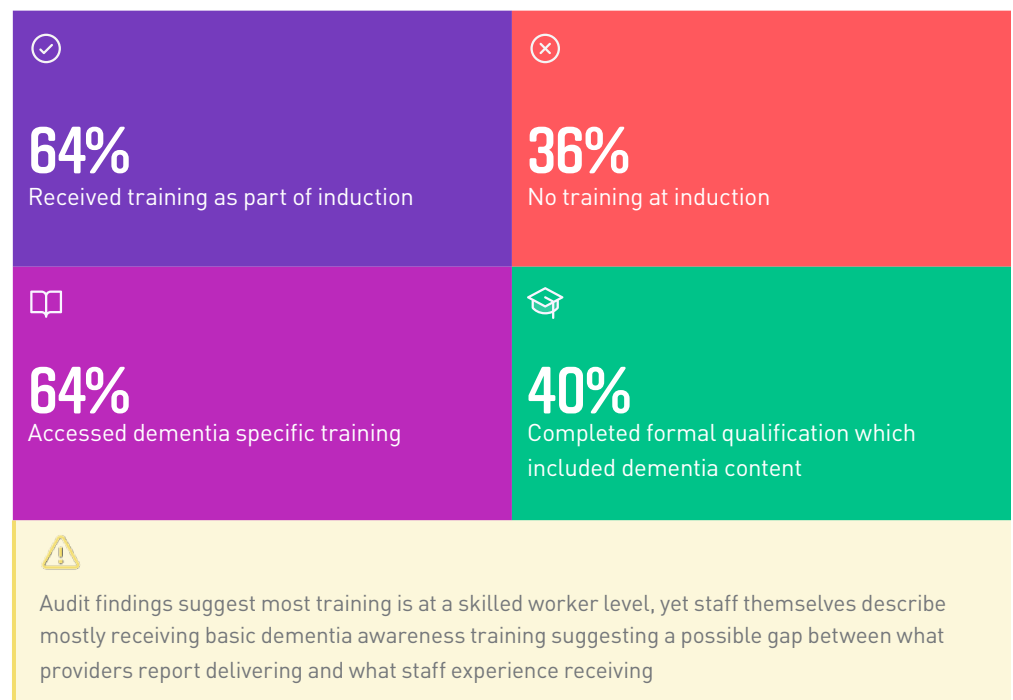 64%
Received training as part of induction
36%
No training at induction
64%
Accessed dementia specific training
40%
Completed formal qualification which
included dementia content
Audit findings suggest most training is at a skilled worker level, yet staff themselves describe
mostly receiving basic dementia awareness training suggesting a possible gap between what
providers report delivering and what staff experience receiving